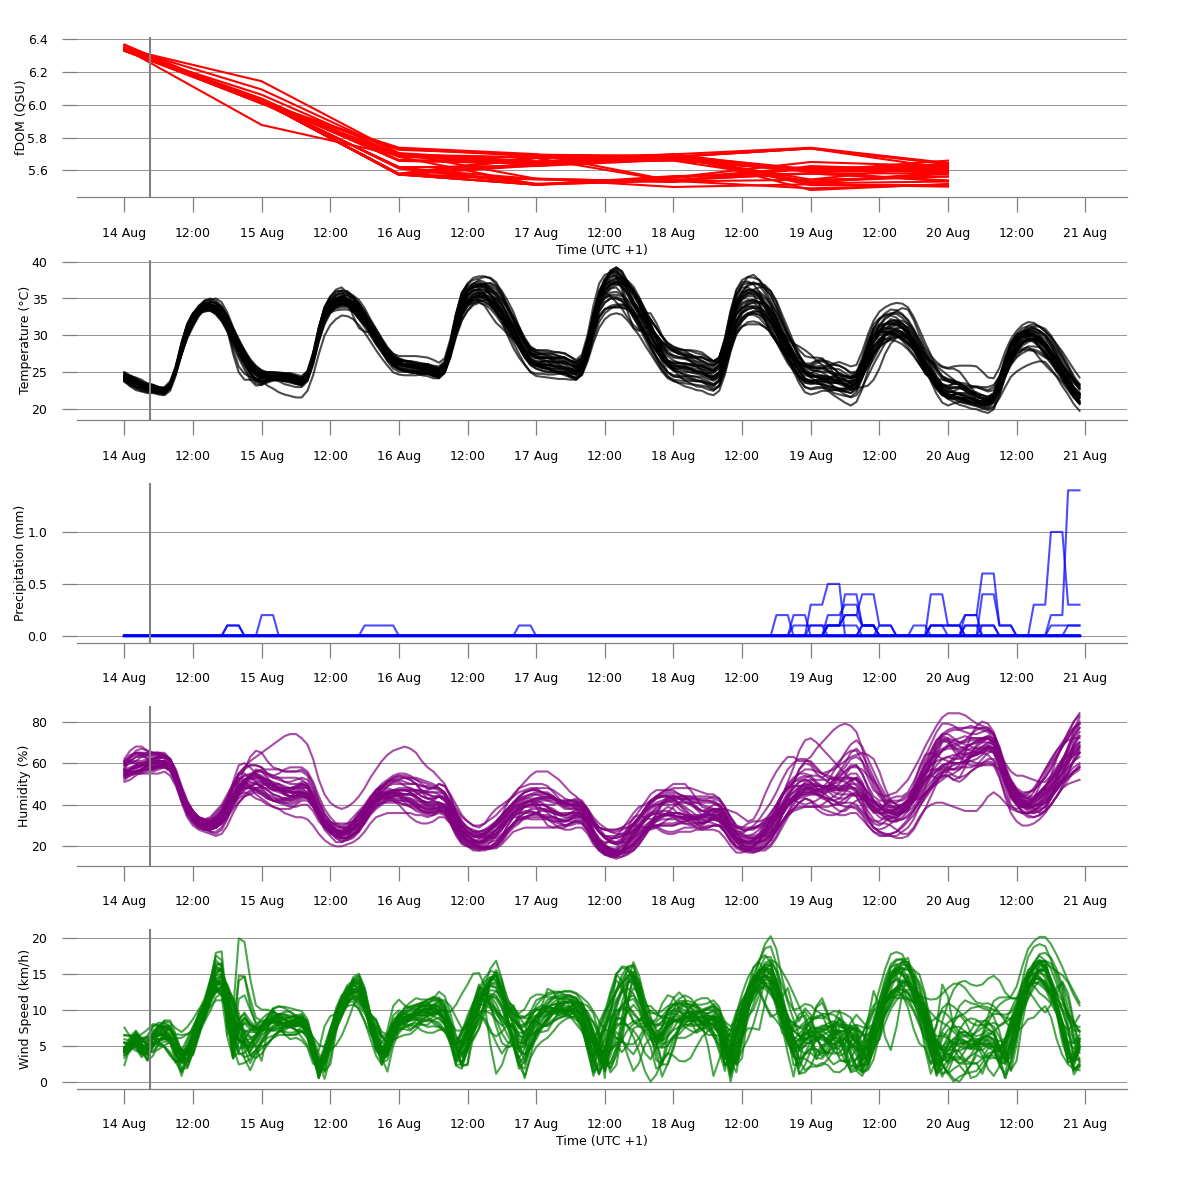 6.4
6.2
6.0
5.8
5.6
fDOM (QSU)
14 Aug 12:00 15 Aug 12:00 16 Aug 12:00 17 Aug 12:00 18 Aug 12:00 19 Aug 12:00 20 Aug 12:00 21 Aug
Time (UTC +1)
40
35
30
25
20
Temperature (°C)
14 Aug 12:00 15 Aug 12:00 16 Aug 12:00 17 Aug 12:00 18 Aug 12:00 19 Aug 12:00 20 Aug 12:00 21 Aug
1.0
0.5
0.0
Precipitation (mm)
14 Aug 12:00 15 Aug 12:00 16 Aug 12:00 17 Aug 12:00 18 Aug 12:00 19 Aug 12:00 20 Aug 12:00 21 Aug
80
60
40
20
Humidity (%)
14 Aug 12:00 15 Aug 12:00 16 Aug 12:00 17 Aug 12:00 18 Aug 12:00 19 Aug 12:00 20 Aug 12:00 21 Aug
20
15
10
5
0
Wind Speed (km/h)
14 Aug 12:00 15 Aug 12:00 16 Aug 12:00 17 Aug 12:00 18 Aug 12:00 19 Aug 12:00 20 Aug 12:00 21 Aug
Time (UTC +1)